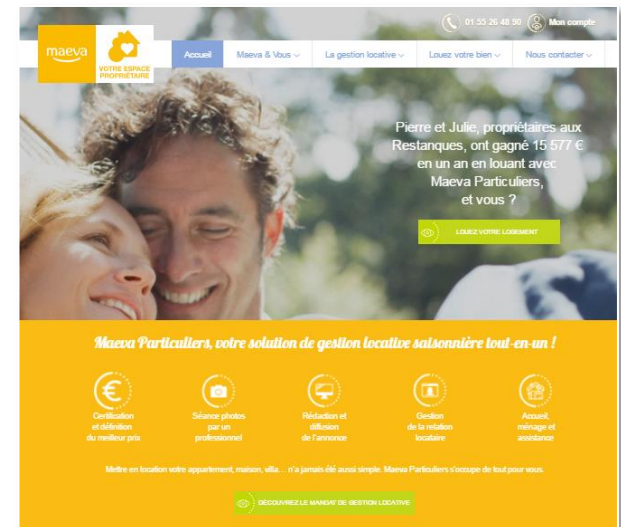 01 55 26 48 90 Mon compte
maeva
VOTRE ESPACE
PROPRIÉTAIRE
Accueil Maeva & Vous La gestion locative Louez votre bien Nous contacter
Pierre et Julie, propriétaires aux
Restanques, ont gagné 15 577 €
en un an en louant avec
Maeva Particuliers,
et vous ?
LOUEZ VOTRE LOGEMENT
Maeva Particuliers, votre solution de gestion locative saisonnière tout-en-un !
Certification
et définition
du meilleur prix
Séance photos
par un
professionnel
Rédaction et
diffusion
de l'annonce
Gestion
de la relation
locataire
Accueil,
ménage et
assistance
Mettre en location votre appartement, maison, villa... n'a jamais été aussi simple. Maeva Particuliers s'occupe de tout pour vous.
DÉCOUVREZ LE MANDAT DE GESTION LOCATIVE